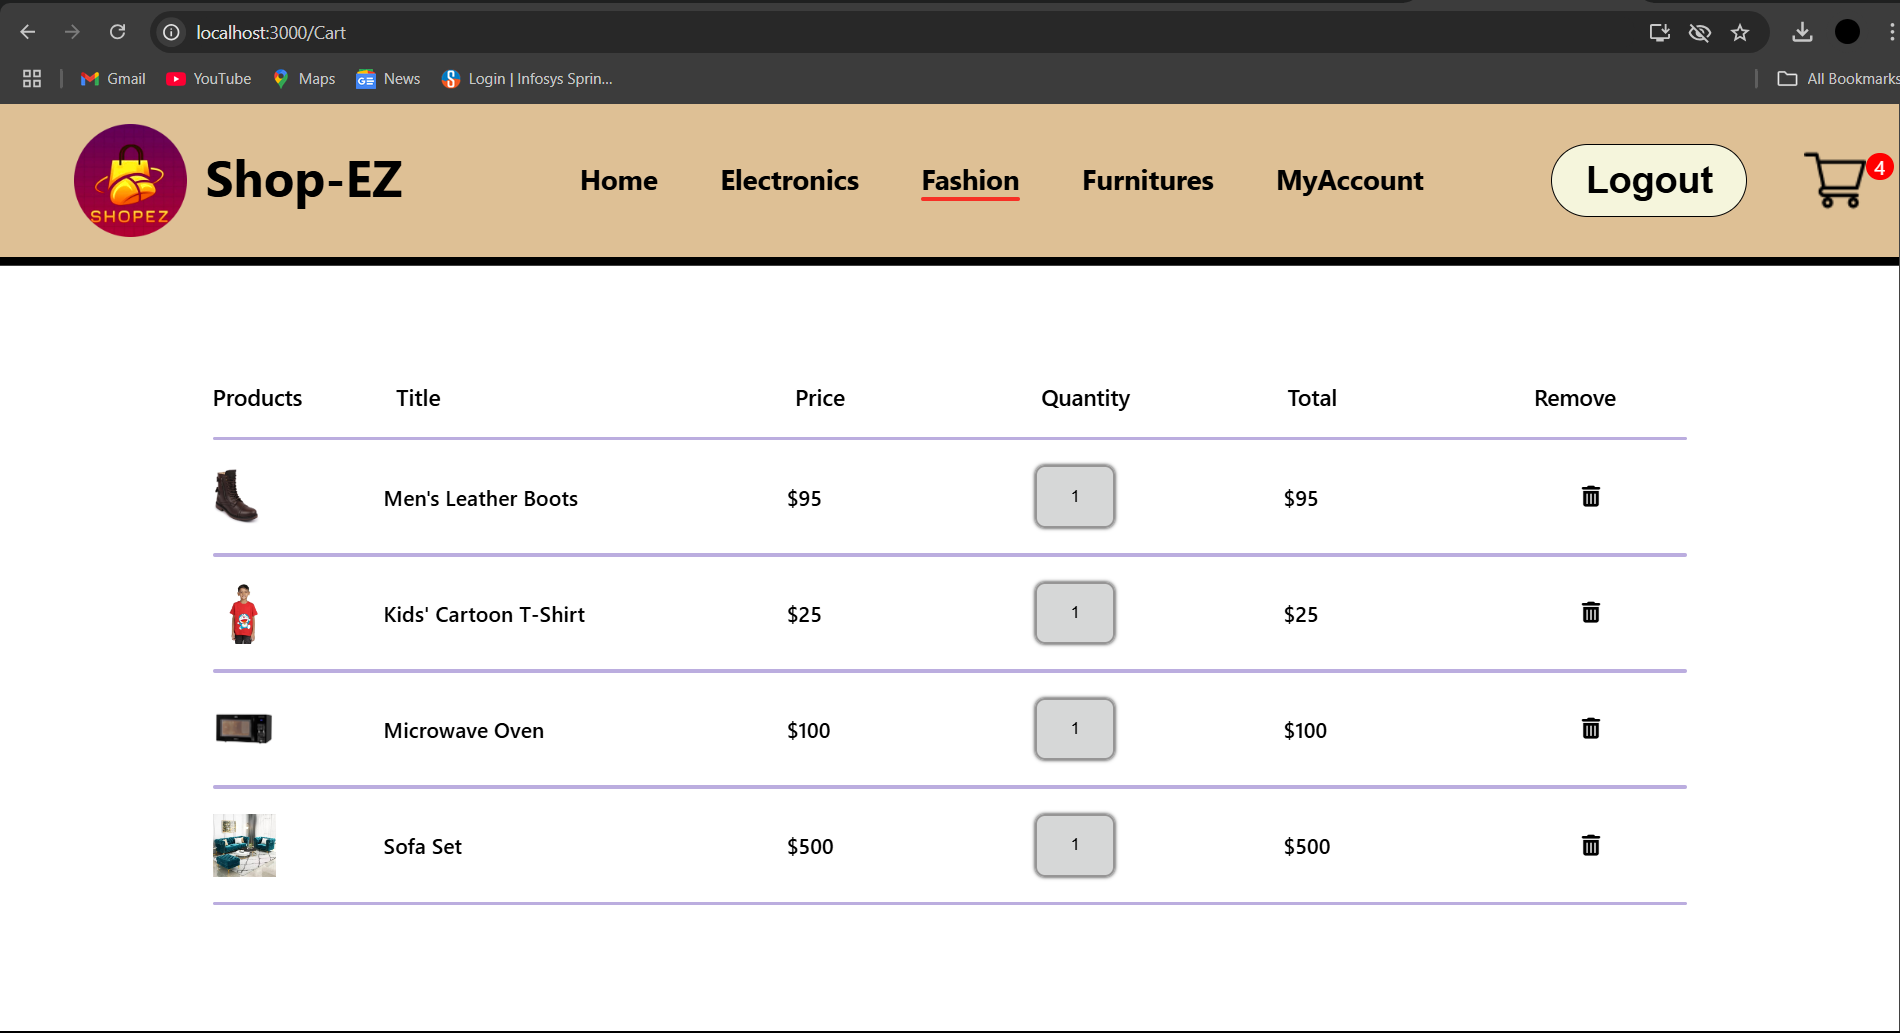 localhost:3000/Cart
Gmail YouTube Maps News Login | Infosys Sprin... All Bookmarks
SHOPEZ
Shop-EZ Home Electronics Fashion Furnitures MyAccount Logout 4
Products Title Price Quantity Total Remove
Men's Leather Boots $95 1 $95
Kids' Cartoon T-Shirt $25 1 $25
Microwave Oven $100 1 $100
Sofa Set $500 1 $500